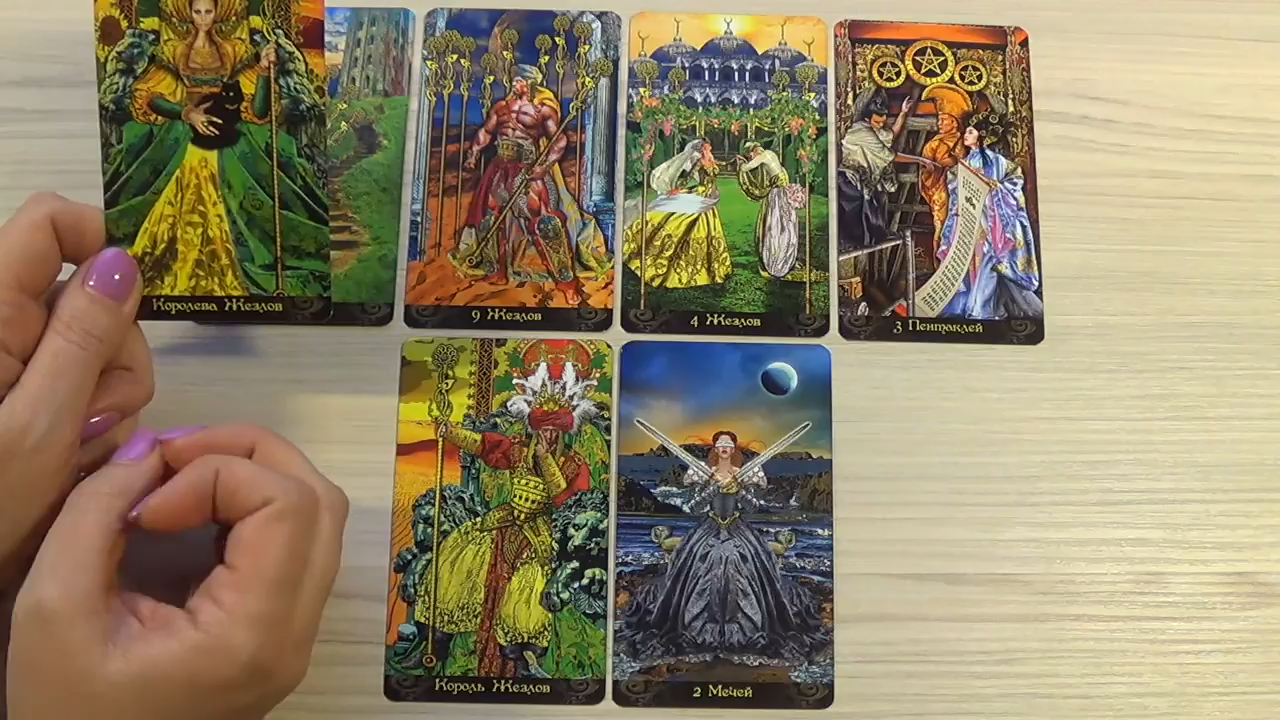 Королева Жезлов
9 Жезлов
4 Жезлов
3 Пентаклей
Король Жезлов
2 Мечей